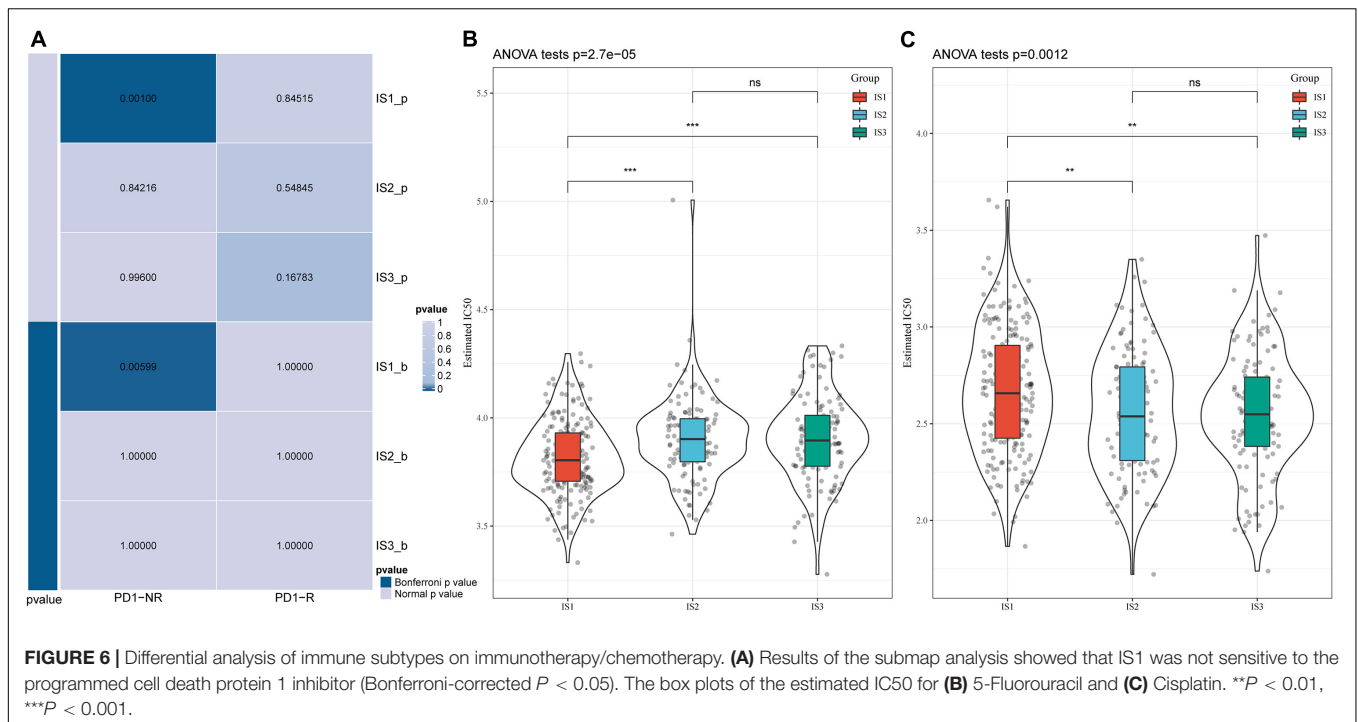 A
0.00100 0.84515 IS1_p
0.84216 0.54845 IS2_p
0.99600 0.16783 IS3_p
0.00599 1.00000 IS1_b
1.00000 1.00000 IS2_b
1.00000 1.00000 IS3_b
pvalue PD1−NR PD1−R
pvalue
1
0.8
0.6
0.4
0.2
0
pvalue
Bonferroni p value
Normal p value
B
ANOVA tests p=2.7e−05
Group
IS1
IS2
IS3
ns
***
***
Estimated IC50
5.5
5.0
4.5
4.0
3.5
IS1 IS2 IS3
C
ANOVA tests p=0.0012
Group
IS1
IS2
IS3
ns
**
**
Estimated IC50
4.0
3.5
3.0
2.5
2.0
IS1 IS2 IS3
FIGURE 6 | Differential analysis of immune subtypes on immunotherapy/chemotherapy. (A) Results of the submap analysis showed that IS1 was not sensitive to the
programmed cell death protein 1 inhibitor (Bonferroni-corrected P < 0.05). The box plots of the estimated IC50 for (B) 5-Fluorouracil and (C) Cisplatin. **P < 0.01,
***P < 0.001.